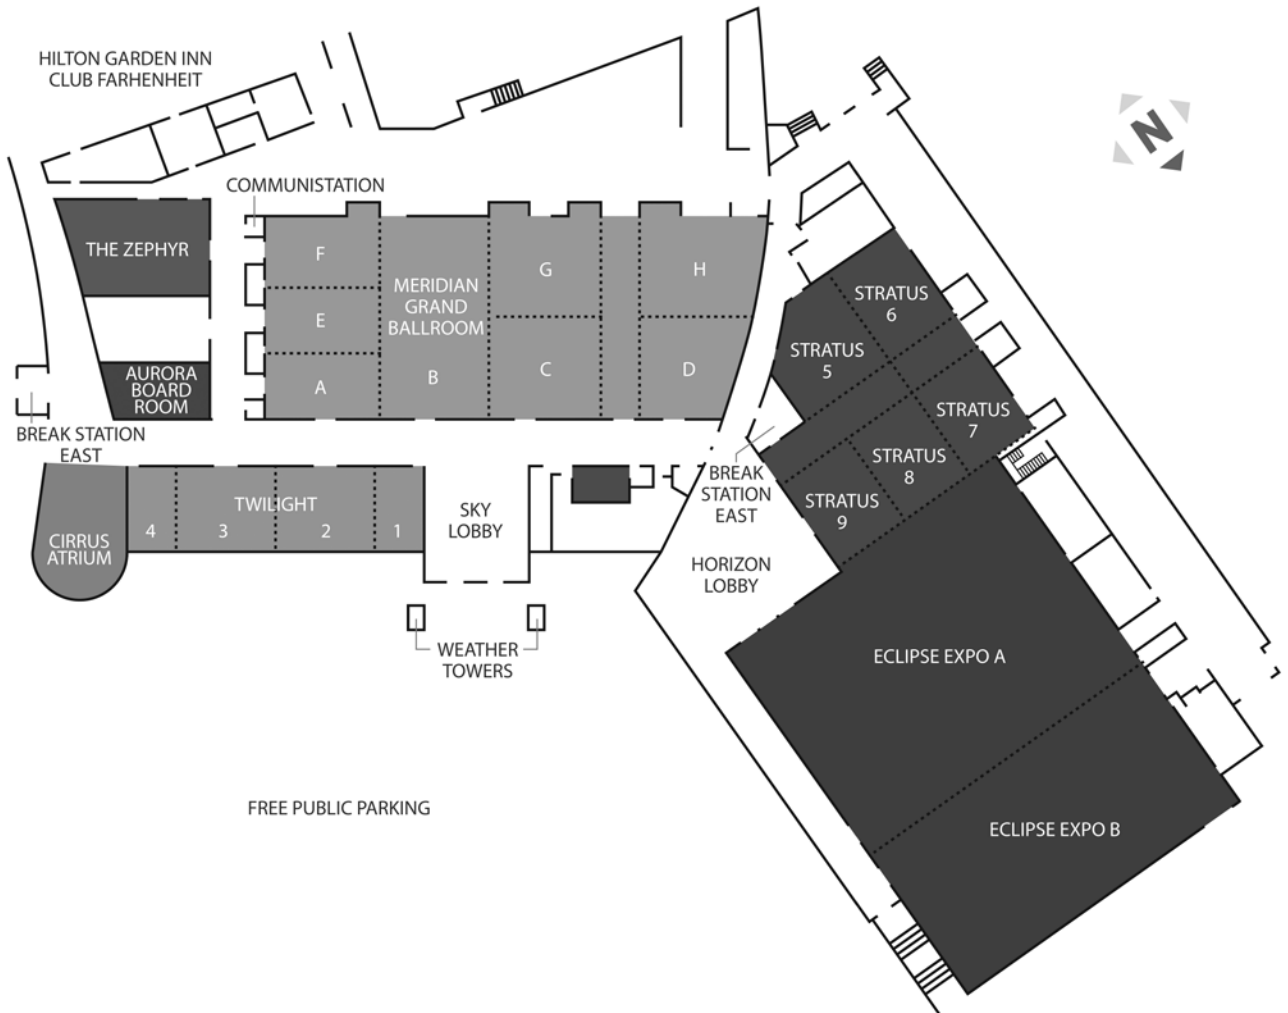 HILTON GARDEN INN
CLUB FARHENHEIT
N
COMMUNISTATION
THE ZEPHYR
F
MERIDIAN
GRAND
BALLROOM
G
H
E
AURORA
BOARD
ROOM
A
B
C
D
STRATUS
6
STRATUS
5
STRATUS
7
STRATUS
8
STRATUS
9
BREAK STATION
EAST
BREAK
STATION
EAST
CIRRUS
ATRIUM
TWILIGHT
4
3
2
1
SKY
LOBBY
HORIZON
LOBBY
WEATHER
TOWERS
ECLIPSE EXPO A
FREE PUBLIC PARKING
ECLIPSE EXPO B